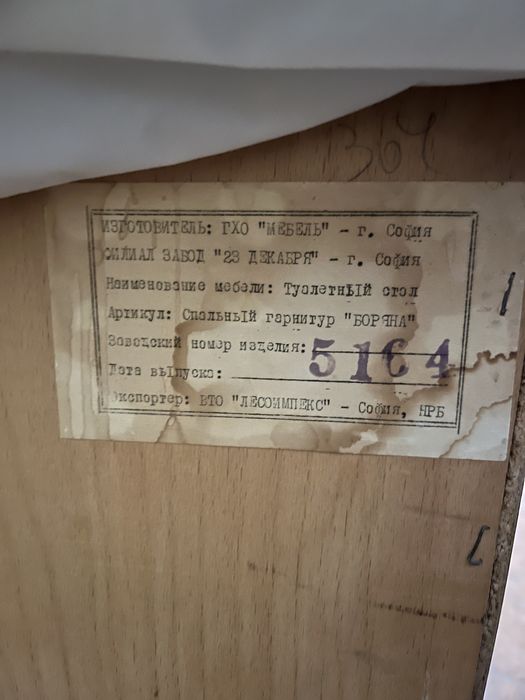 367
ИЗГОТОВИТЕЛЬ: ГХО "МЕБЕЛЬ" - г. София
ФИЛИАЛ ЗАВОД "23 ДЕКАБРЯ" - г. София
Наименование мебели: Туалетный стол
Артикул: Спальный гарнитур "БОРЯНА"
Заводский номер изделия: 5164
Дата выпуска:
Экспортер: ВТО "ЛЕСОИМПЕКС" - София, НРБ